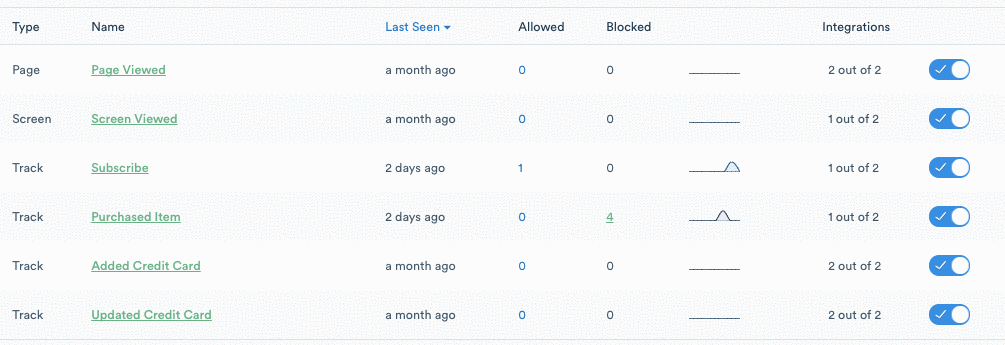 Type Name Last Seen Allowed Blocked Integrations
Page Page Viewed a month ago 0 0 2 out of 2
Screen Screen Viewed a month ago 0 0 1 out of 2
Track Subscribe 2 days ago 1 0 1 out of 2
Track Purchased Item 2 days ago 0 4 1 out of 2
Track Added Credit Card a month ago 0 0 2 out of 2
Track Updated Credit Card a month ago 0 0 2 out of 2